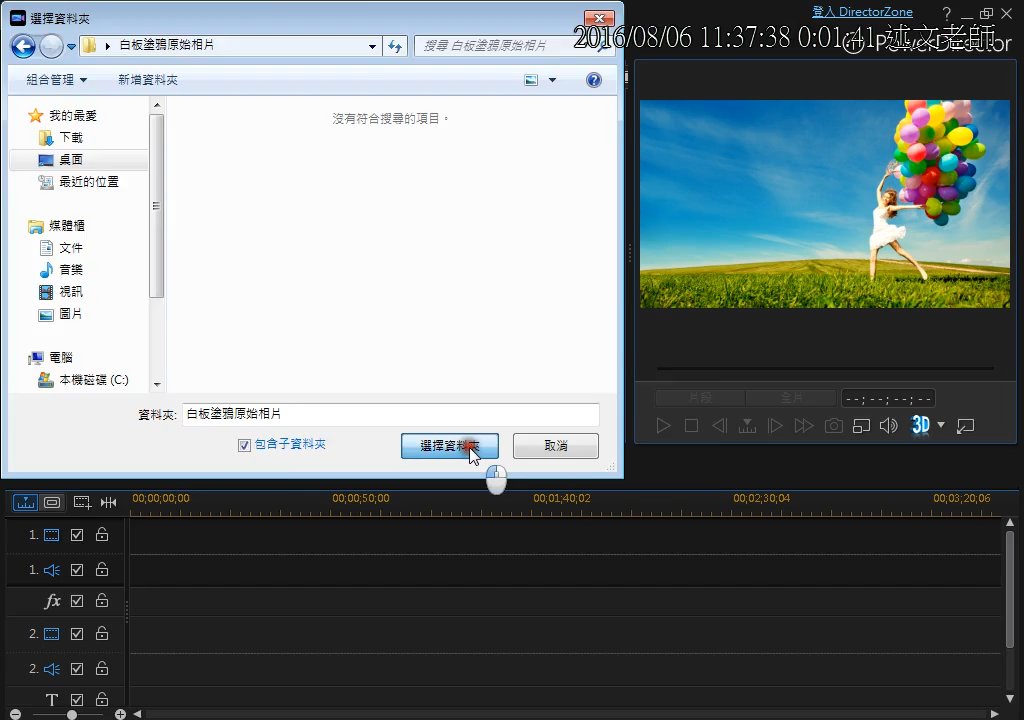 選擇資料夾
登入 DirectorZone
2016/08/06 11:37:38 0:01:41 述文老師
PowerDirector
白板塗鴉原始相片
搜尋 白板塗鴉原始相片
組合管理
新增資料夾
沒有符合搜尋的項目。
我的最愛
下載
桌面
最近的位置
媒體櫃
文件
音樂
視訊
圖片
電腦
本機磁碟 (C:)
資料夾: 白板塗鴉原始相片
包含子資料夾
選擇資料夾
取消
片段
全片
--;--;--;--
3D
00;00;00;00
00;00;50;00
00;01;40;02
00;02;30;04
00;03;20;06
1.
1.
fx
2.
2.
T